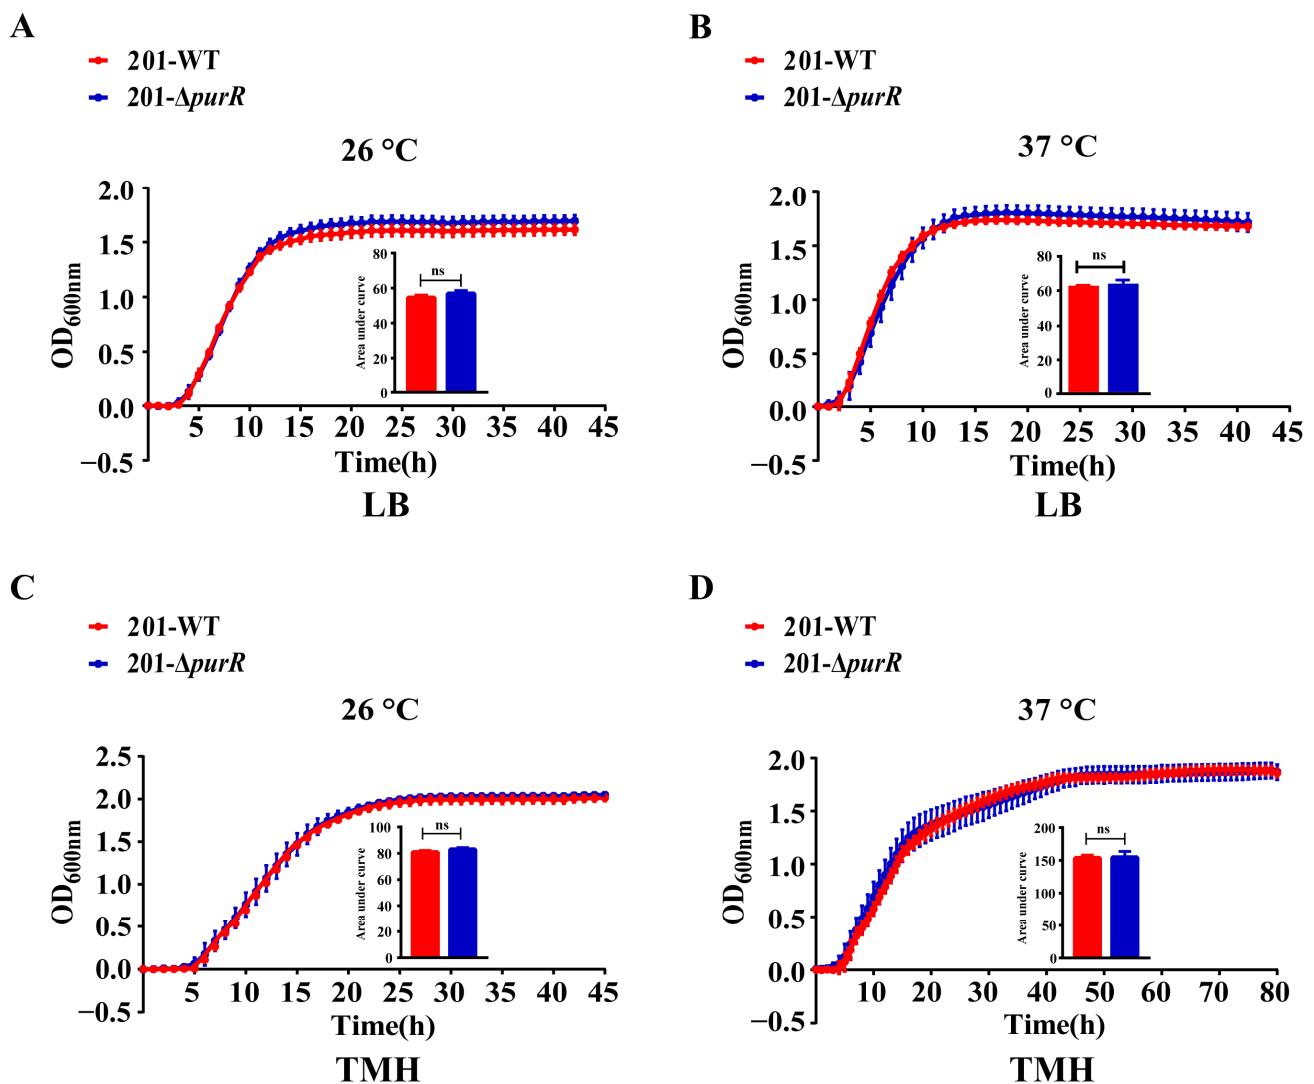 A
201-WT
201-ΔpurR
26 °C
OD600nm
2.0
1.5
1.0
0.5
0.0
−0.5
5 10 15 20 25 30 35 40 45
Time(h)
LB
Area under curve
80
60
40
20
0
ns
B
201-WT
201-ΔpurR
37 °C
OD600nm
2.0
1.5
1.0
0.5
0.0
−0.5
5 10 15 20 25 30 35 40 45
Time(h)
LB
Area under curve
80
60
40
20
0
ns
C
201-WT
201-ΔpurR
26 °C
OD600nm
2.5
2.0
1.5
1.0
0.5
0.0
−0.5
5 10 15 20 25 30 35 40 45
Time(h)
TMH
Area under curve
100
80
60
40
20
0
ns
D
201-WT
201-ΔpurR
37 °C
OD600nm
2.0
1.5
1.0
0.5
0.0
−0.5
10 20 30 40 50 60 70 80
Time(h)
TMH
Area under curve
200
150
100
50
0
ns